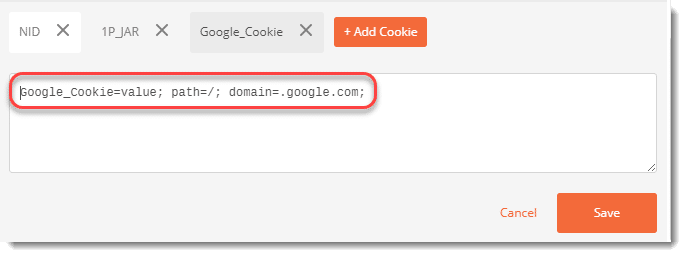 NID ✕ 1P_JAR ✕ Google_Cookie ✕ + Add Cookie
Google_Cookie=value; path=/; domain=.google.com;
Cancel Save